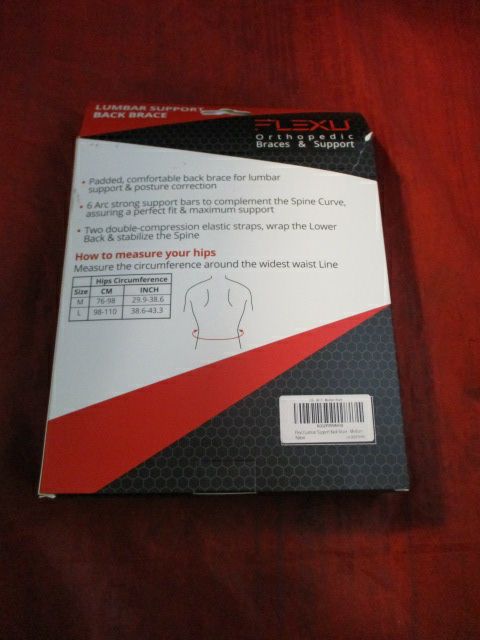 LUMBAR SUPPORT
BACK BRACE
FLEXU
Orthopedic
Braces & Support
• Padded, comfortable back brace for lumbar
support & posture correction
• 6 Arc strong support bars to complement the Spine Curve,
assuring a perfect fit & maximum support
• Two double-compression elastic straps, wrap the Lower
Back & stabilize the Spine
How to measure your hips
Measure the circumference around the widest waist Line
Hips Circumference
Size CM INCH
M 76-98 29.9-38.6
L 98-110 38.6-43.3